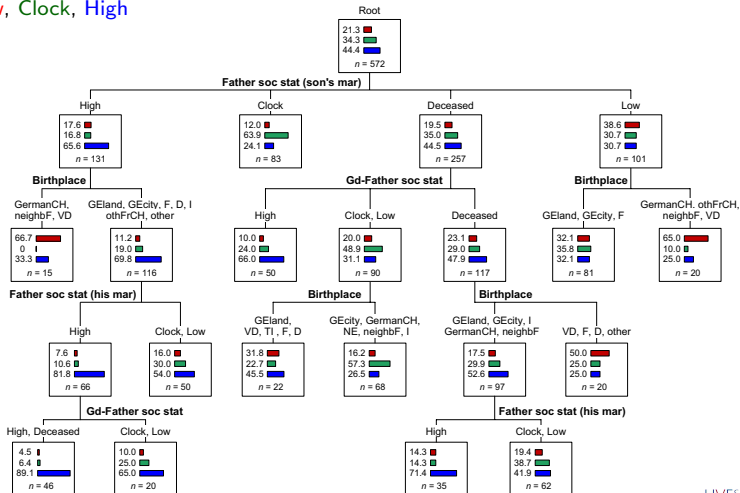 , Clock, High
Root
21.3
34.3
44.4
n = 572
Father soc stat (son's mar)
High
17.6
16.8
65.6
n = 131
Clock
12.0
63.9
24.1
n = 83
Deceased
19.5
35.0
44.5
n = 257
Low
38.6
30.7
30.7
n = 101
Birthplace
Gd-Father soc stat
Birthplace
GermanCH,
neighbF, VD
66.7
0
33.3
n = 15
GEland, GEcity, F, D, I
othFrCH, other
11.2
19.0
69.8
n = 116
High
10.0
24.0
66.0
n = 50
Clock, Low
20.0
48.9
31.1
n = 90
Deceased
23.1
29.0
47.9
n = 117
GEland, GEcity, F
32.1
35.8
32.1
n = 81
GermanCH. othFrCH,
neighbF, VD
65.0
10.0
25.0
n = 20
Father soc stat (his mar)
Birthplace
Birthplace
High
7.6
10.6
81.8
n = 66
Clock, Low
16.0
30.0
54.0
n = 50
GEland,
VD, TI , F, D
31.8
22.7
45.5
n = 22
GEcity, GermanCH,
NE, neighbF, I
16.2
57.3
26.5
n = 68
GEland, GEcity, I
GermanCH, neighbF
17.5
29.9
52.6
n = 97
VD, F, D, other
50.0
25.0
25.0
n = 20
Gd-Father soc stat
Father soc stat (his mar)
High, Deceased
4.5
6.4
89.1
n = 46
Clock, Low
10.0
25.0
65.0
n = 20
High
14.3
14.3
71.4
n = 35
Clock, Low
19.4
38.7
41.9
n = 62